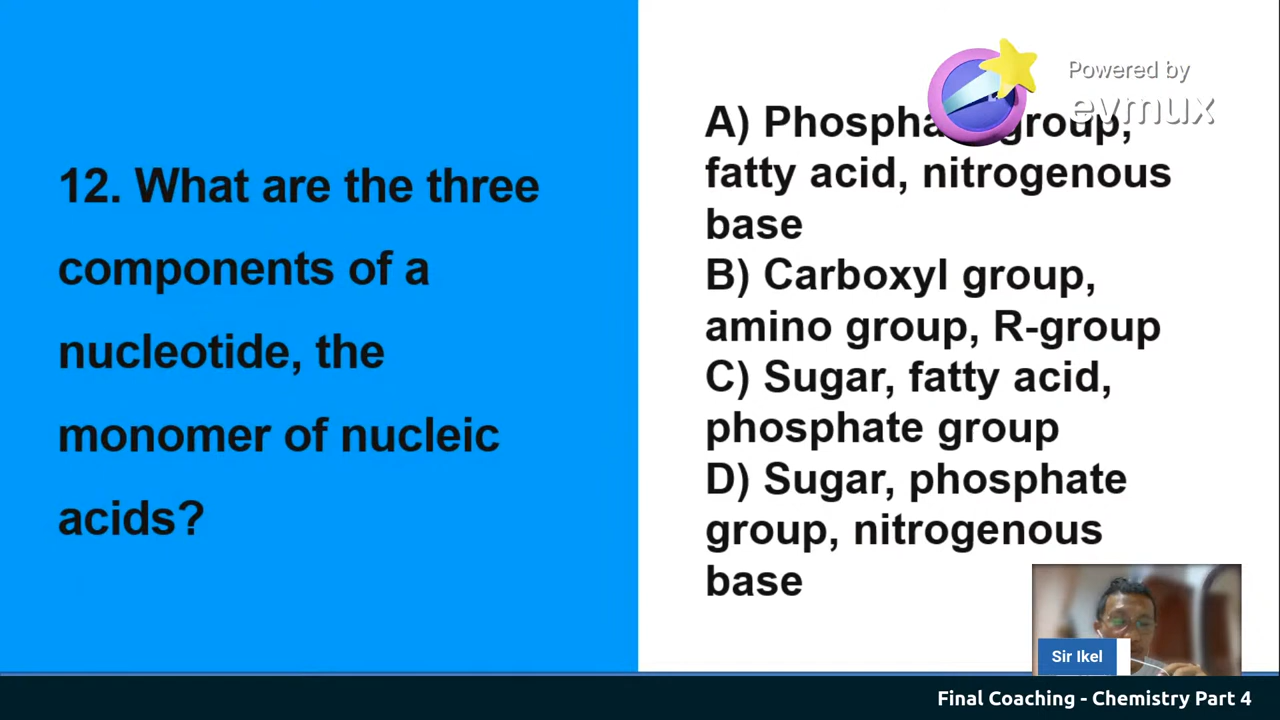 12. What are the three
components of a
nucleotide, the
monomer of nucleic
acids?
Powered by
evmux
A) group,
fatty acid, nitrogenous
base
B) Carboxyl group,
amino group, R-group
C) Sugar, fatty acid,
phosphate group
D) Sugar, phosphate
group, nitrogenous
base
Sir Ikel
Final Coaching - Chemistry Part 4